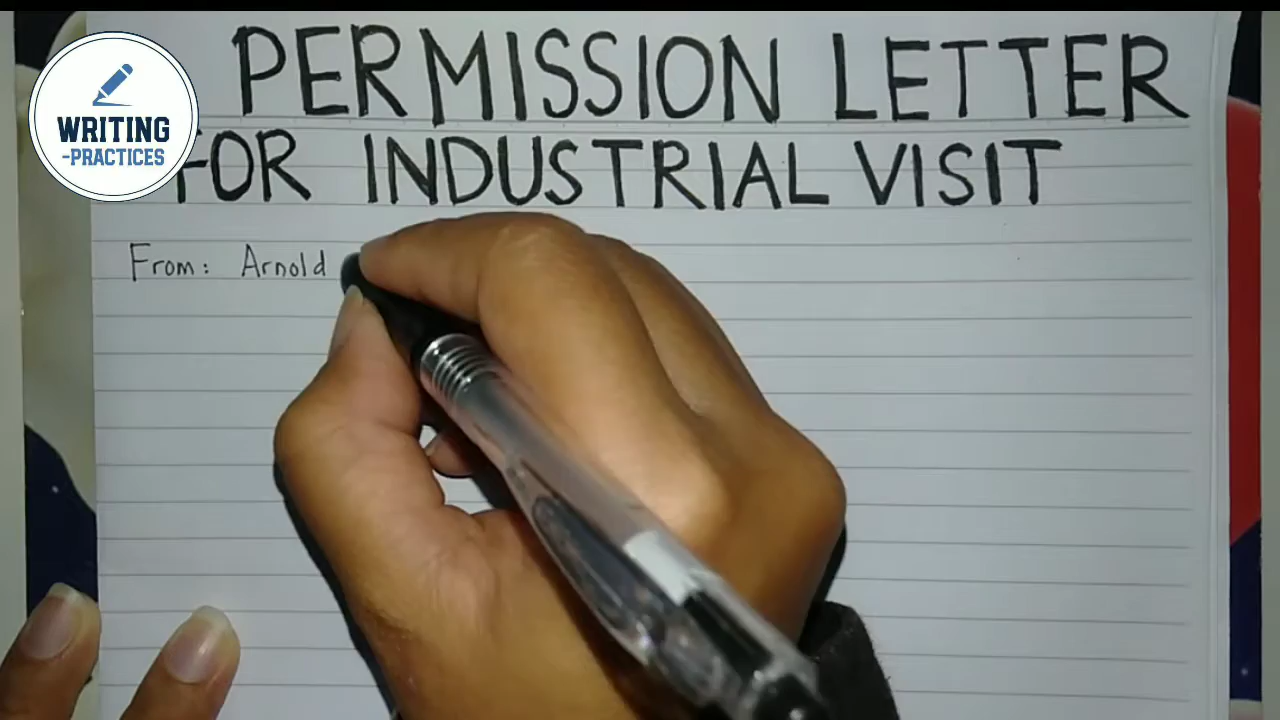 PERMISSION LETTER
FOR INDUSTRIAL VISIT
WRITING
-PRACTICES
From: Arnold